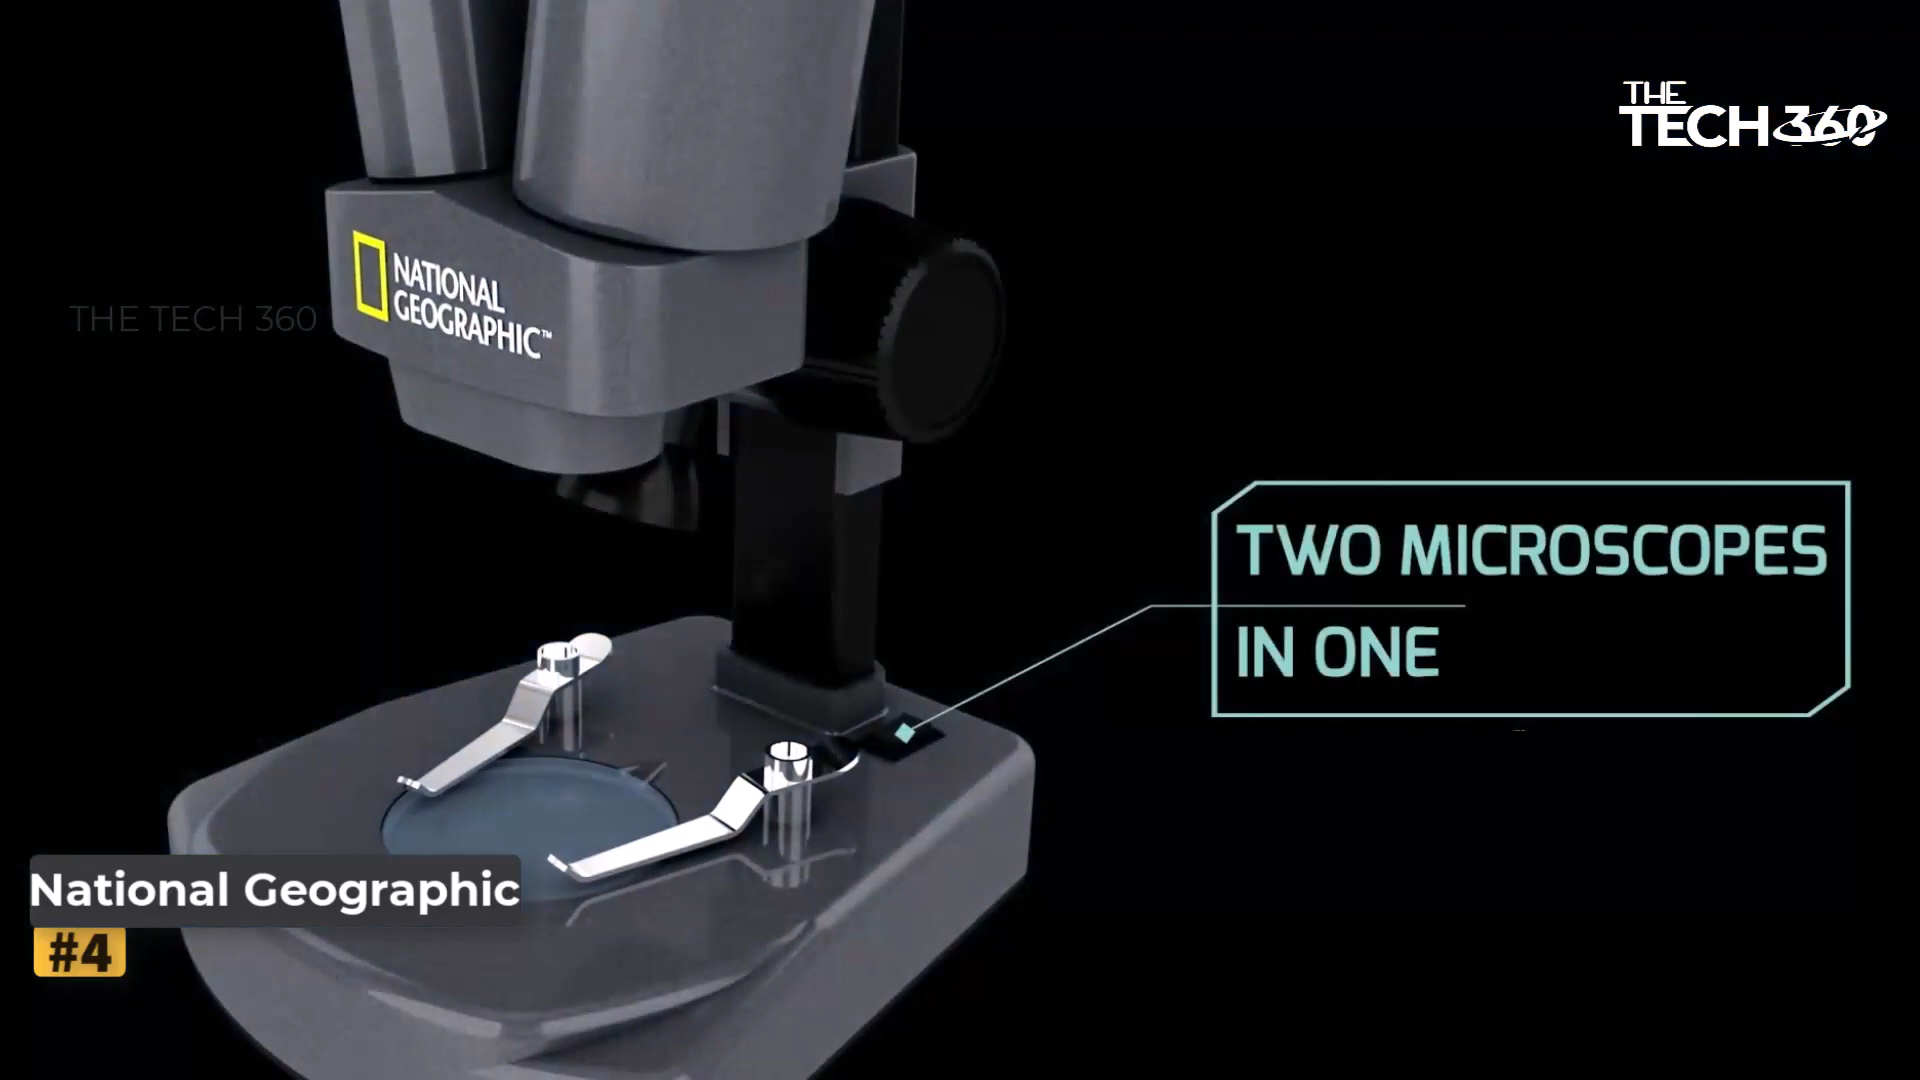 THE
TECH 360
NATIONAL
GEOGRAPHIC™
THE TECH 360
TWO MICROSCOPES
IN ONE
National Geographic
#4